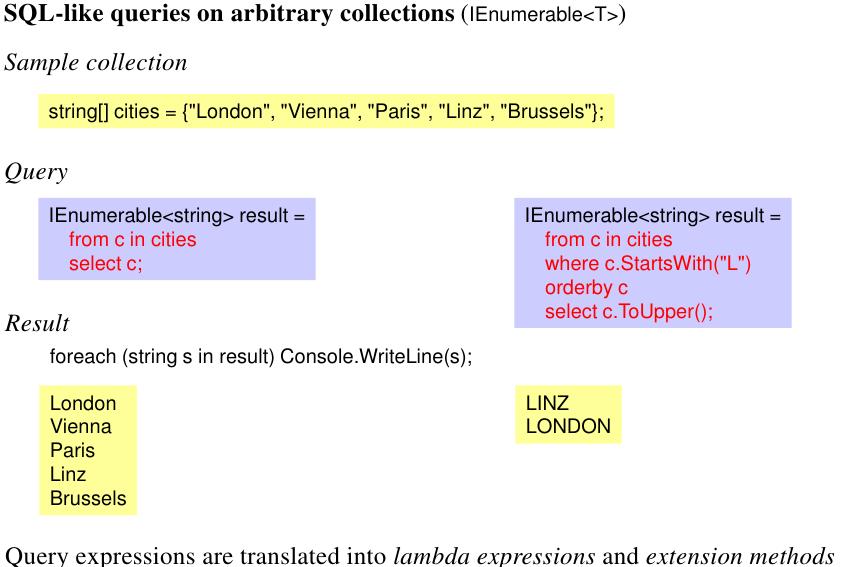 SQL-like queries on arbitrary collections (IEnumerable<T>)
Sample collection
string[] cities = {"London", "Vienna", "Paris", "Linz", "Brussels"};
Query
IEnumerable<string> result =
from c in cities
select c;
IEnumerable<string> result =
from c in cities
where c.StartsWith("L")
orderby c
select c.ToUpper();
Result
foreach (string s in result) Console.WriteLine(s);
London
Vienna
Paris
Linz
Brussels
LINZ
LONDON
Query expressions are translated into lambda expressions and extension methods